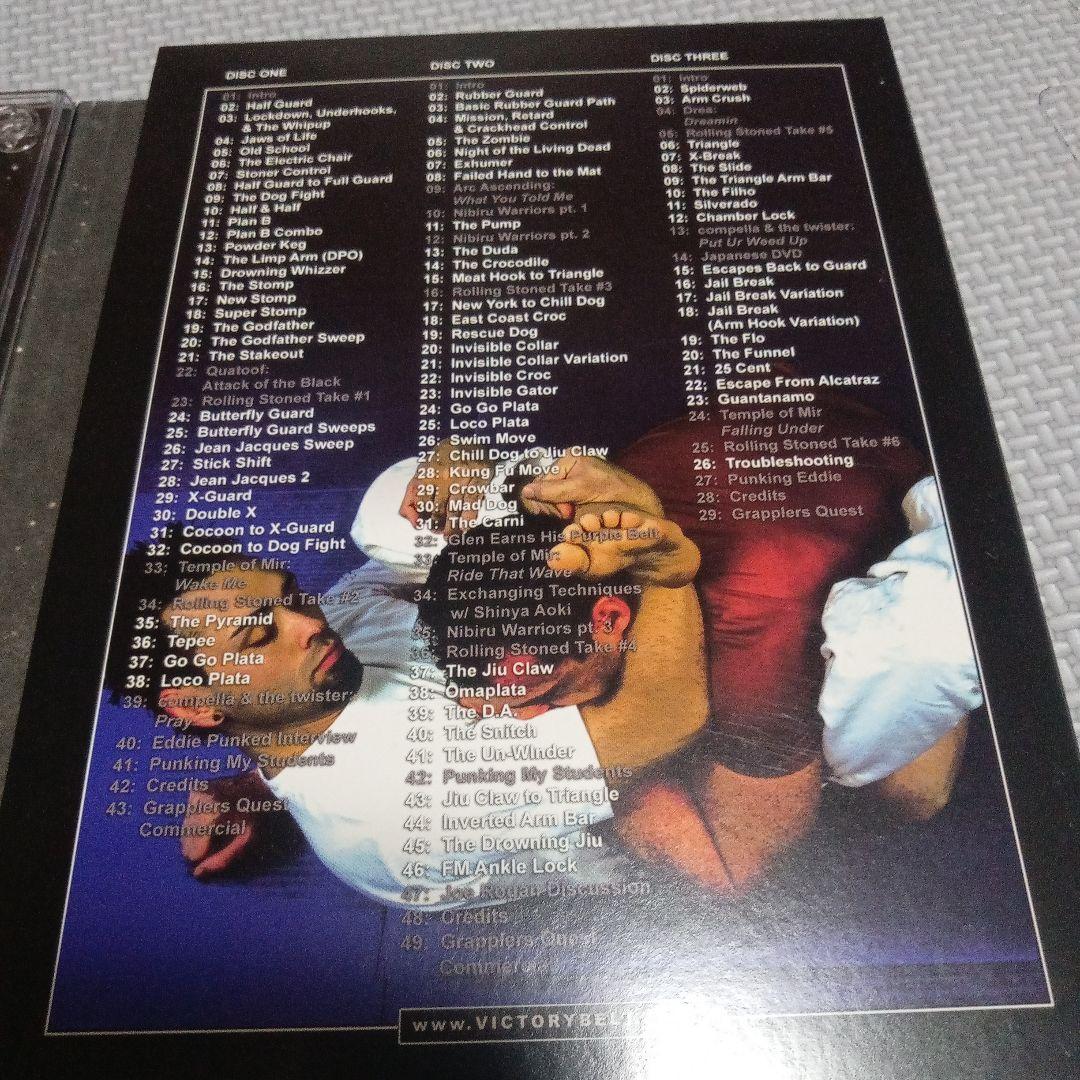 DISC ONE
01: Intro
02: Half Guard
03: Lockdown, Underhooks,
& The Whipup
04: Jaws of Life
05: Old School
06: The Electric Chair
07: Stoner Control
08: Half Guard to Full Guard
09: The Dog Fight
10: Half & Half
11: Plan B
12: Plan B Combo
13: Powder Keg
14: The Limp Arm (DPO)
15: Drowning Whizzer
16: The Stomp
17: New Stomp
18: Super Stomp
19: The Godfather
20: The Godfather Sweep
21: The Stakeout
22: Quatoof:
Attack of the Black
23: Rolling Stoned Take #1
24: Butterfly Guard
25: Butterfly Guard Sweeps
26: Jean Jacques Sweep
27: Stick Shift
28: Jean Jacques 2
29: X-Guard
30: Double X
31: Cocoon to X-Guard
32: Cocoon to Dog Fight
33: Temple of Mir:
Wake Me
34: Rolling Stoned Take #2
35: The Pyramid
36: Tepee
37: Go Go Plata
38: Loco Plata
39: compella & the twister:
Pray
40: Eddie Punked Interview
41: Punking My Students
42: Credits
43: Grapplers Quest
Commercial
DISC TWO
01: Intro
02: Rubber Guard
03: Basic Rubber Guard Path
04: Mission, Retard
& Crackhead Control
05: The Zombie
06: Night of the Living Dead
07: Exhumer
08: Failed Hand to the Mat
09: Arc Ascending:
What You Told Me
10: Nibiru Warriors pt. 1
11: The Pump
12: Nibiru Warriors pt. 2
13: The Duda
14: The Crocodile
15: Meat Hook to Triangle
16: Rolling Stoned Take #3
17: New York to Chill Dog
18: East Coast Croc
19: Rescue Dog
20: Invisible Collar
21: Invisible Collar Variation
22: Invisible Croc
23: Invisible Gator
24: Go Go Plata
25: Loco Plata
26: Swim Move
27: Chill Dog to Jiu Claw
28: Kung Fu Move
29: Crowbar
30: Mad Dog
31: The Carni
32: Glen Earns His Purple Belt
33: Temple of Mir:
Ride That Wave
34: Exchanging Techniques
w/ Shinya Aoki
35: Nibiru Warriors pt. 3
36: Rolling Stoned Take #4
37: The Jiu Claw
38: Omaplata
39: The D.A.
40: The Snitch
41: The Un-WInder
42: Punking My Students
43: Jiu Claw to Triangle
44: Inverted Arm Bar
45: The Drowning Jiu
46: FM Ankle Lock
47: Joe Rogan Discussion
48: Credits
49: Grapplers Quest
Commercial
DISC THREE
01: Intro
02: Spiderweb
03: Arm Crush
04: Dres:
Dreamin
05: Rolling Stoned Take #5
06: Triangle
07: X-Break
08: The Slide
09: The Triangle Arm Bar
10: The Filho
11: Silverado
12: Chamber Lock
13: compella & the twister:
Put Ur Weed Up
14: Japanese DVD
15: Escapes Back to Guard
16: Jail Break
17: Jail Break Variation
18: Jail Break
(Arm Hook Variation)
19: The Flo
20: The Funnel
21: 25 Cent
22; Escape From Alcatraz
23: Guantanamo
24: Temple of Mir
Falling Under
25: Rolling Stoned Take #6
26: Troubleshooting
27: Punking Eddie
28: Credits
29: Grapplers Quest
www.VICTORYBEL